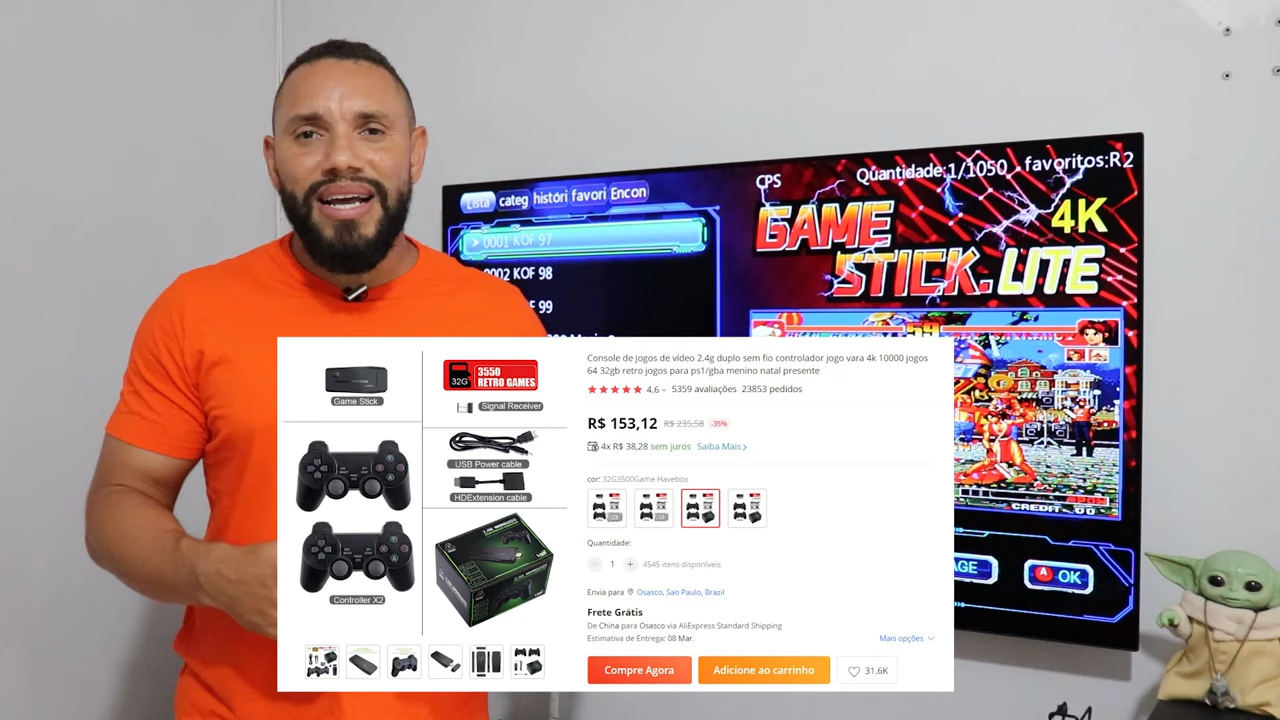 Lista categ históri favori Encon
CPS
Quantidade:1/1050 favoritos:R2
GAME
STICK LITE
4K
0001 KOF 97
0002 KOF 98
F 99
59
CREDIT 00
AGE
A OK
Game Stick
32G
3550
RETRO GAMES
Signal Receiver
USB Power cable
HDExtension cable
Controller X2
Console de jogos de vídeo 2.4g duplo sem fio controlador jogo vara 4k 10000 jogos
64 32gb retro jogos para ps1/gba menino natal presente
4.6 5359 avaliações 23853 pedidos
R$ 153,12 R$ 235,58 -35%
4x R$ 38,28 sem juros Saiba Mais
cor: 32G3500Game Havebox
Quantidade:
1 + 4545 itens disponíveis
Envia para Osasco, Sao Paulo, Brazil
Frete Grátis
De China para Osasco via AliExpress Standard Shipping
Estimativa de Entrega: 08 Mar.
Mais opções
Compre Agora
Adicione ao carrinho
31.6K